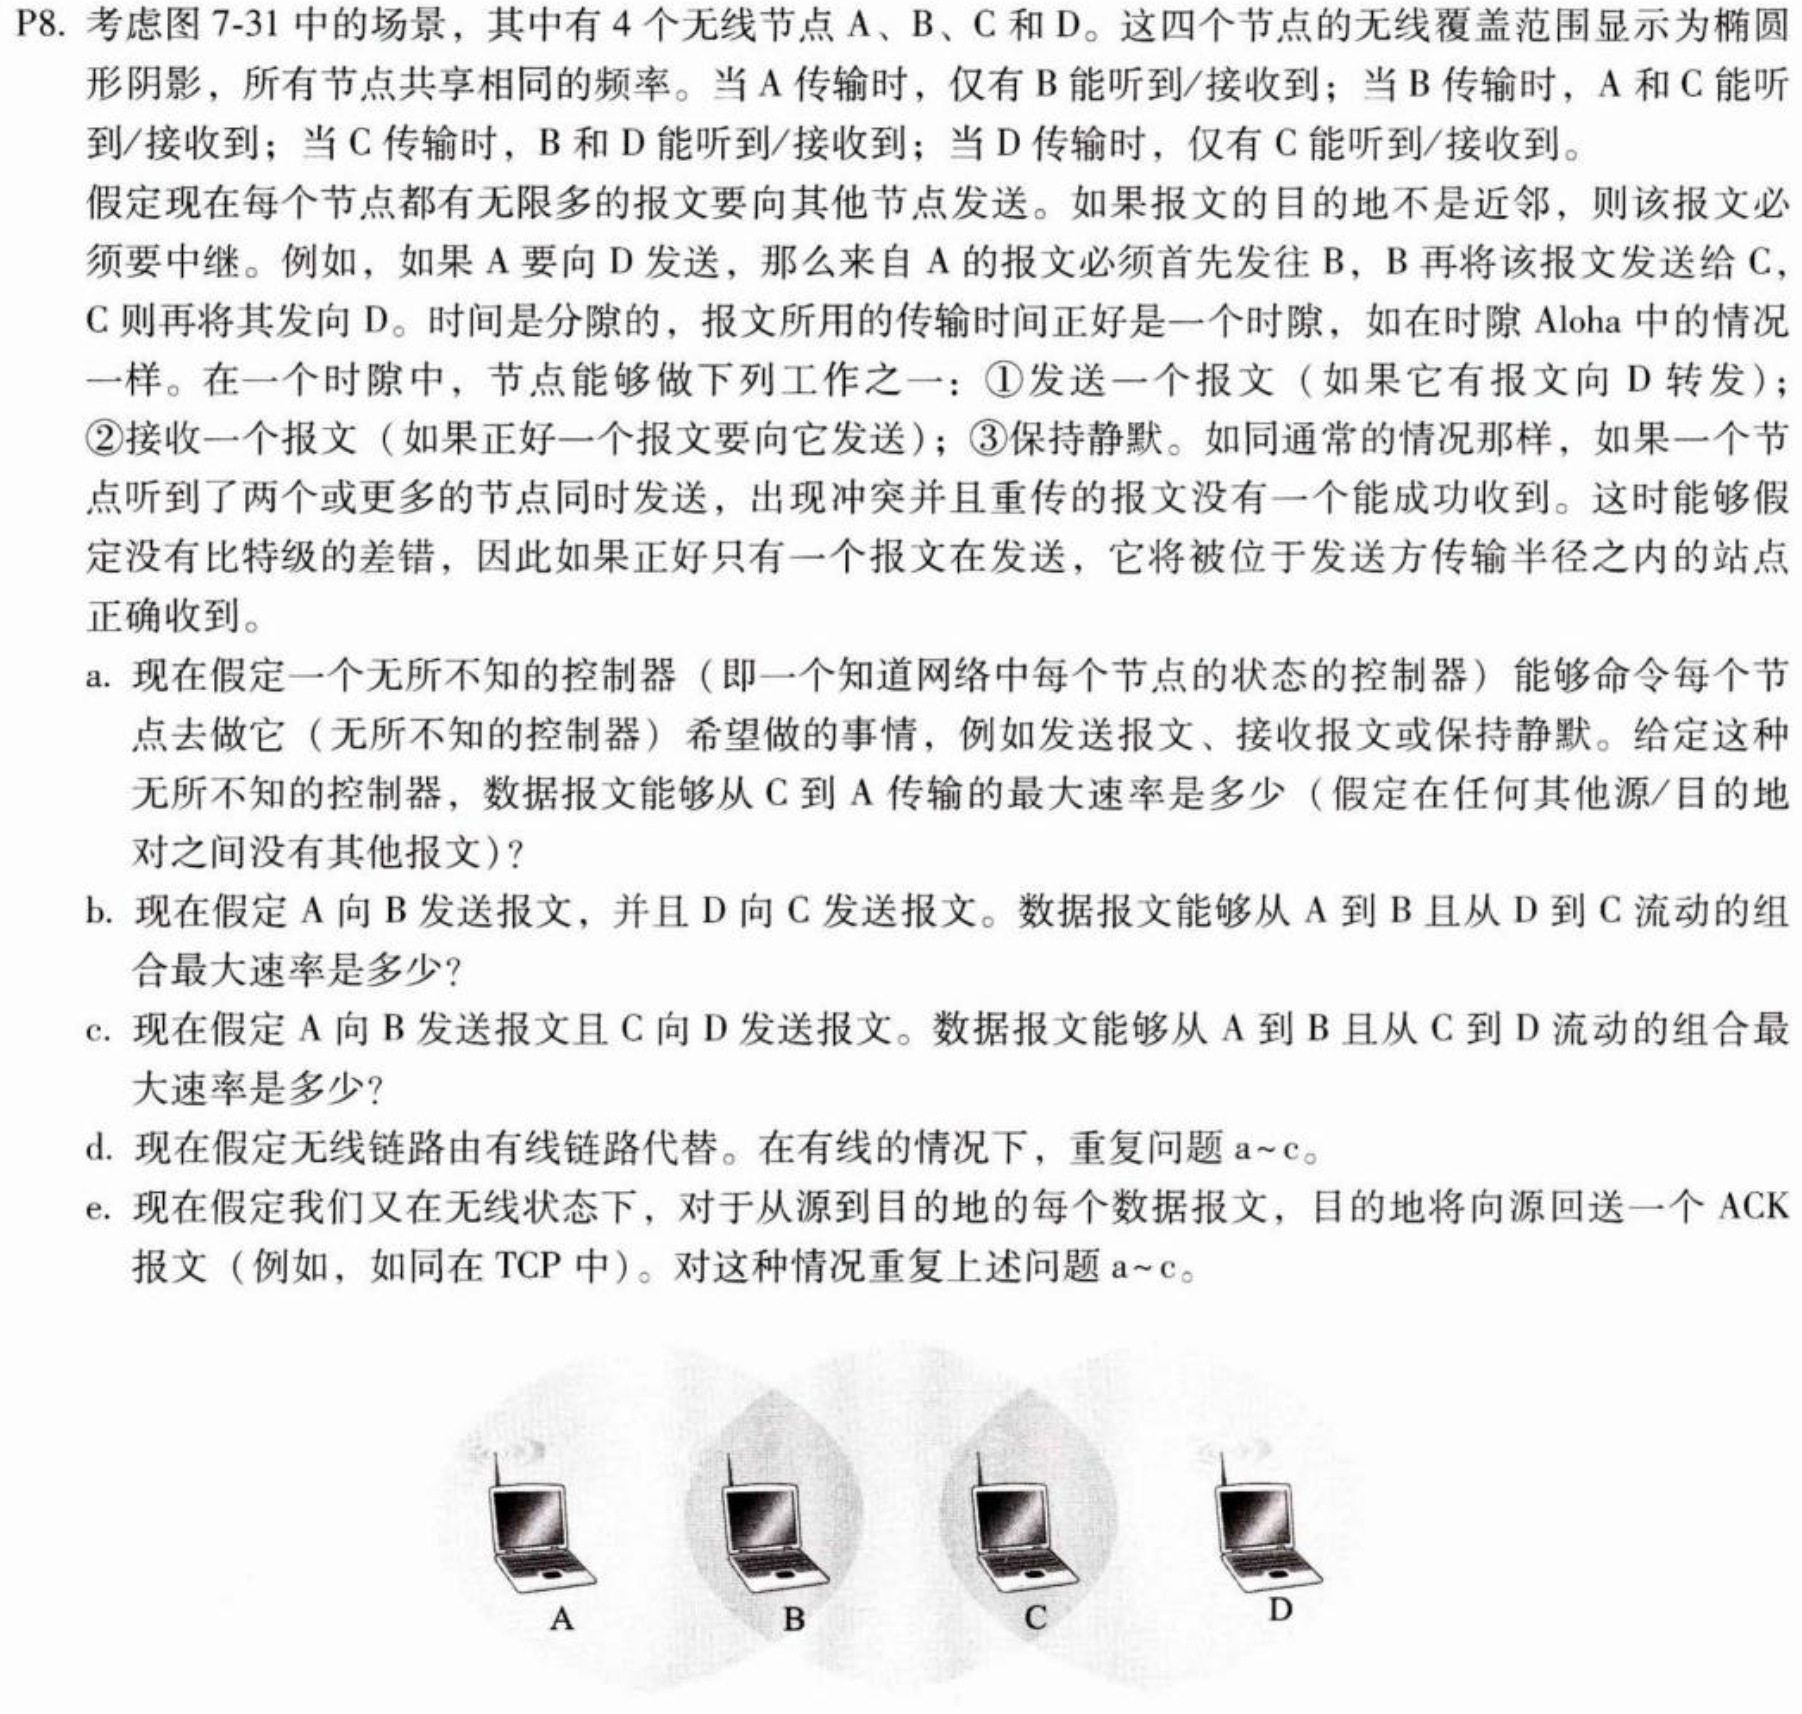 P8. 考虑图 7-31 中的场景，其中有 4 个无线节点 A、B、C 和 D。这四个节点的无线覆盖范围显示为椭圆
形阴影，所有节点共享相同的频率。当 A 传输时，仅有 B 能听到/接收到；当 B 传输时，A 和 C 能听
到/接收到；当 C 传输时，B 和 D 能听到/接收到；当 D 传输时，仅有 C 能听到/接收到。
假定现在每个节点都有无限多的报文要向其他节点发送。如果报文的目的地不是近邻，则该报文必
须要中继。例如，如果 A 要向 D 发送，那么来自 A 的报文必须首先发往 B，B 再将该报文发送给 C，
C 则再将其发向 D。时间是分隙的，报文所用的传输时间正好是一个时隙，如在时隙 Aloha 中的情况
一样。在一个时隙中，节点能够做下列工作之一：①发送一个报文（如果它有报文向 D 转发）；
②接收一个报文（如果正好一个报文要向它发送）；③保持静默。如同通常的情况那样，如果一个节
点听到了两个或更多的节点同时发送，出现冲突并且重传的报文没有一个能成功收到。这时能够假
定没有比特级的差错，因此如果正好只有一个报文在发送，它将被位于发送方传输半径之内的站点
正确收到。
a. 现在假定一个无所不知的控制器（即一个知道网络中每个节点的状态的控制器）能够命令每个节
点去做它（无所不知的控制器）希望做的事情，例如发送报文、接收报文或保持静默。给定这种
无所不知的控制器，数据报文能够从 C 到 A 传输的最大速率是多少（假定在任何其他源/目的地
对之间没有其他报文）？
b. 现在假定 A 向 B 发送报文，并且 D 向 C 发送报文。数据报文能够从 A 到 B 且从 D 到 C 流动的组
合最大速率是多少？
c. 现在假定 A 向 B 发送报文且 C 向 D 发送报文。数据报文能够从 A 到 B 且从 C 到 D 流动的组合最
大速率是多少？
d. 现在假定无线链路由有线链路代替。在有线的情况下，重复问题 a~c。
e. 现在假定我们又在无线状态下，对于从源到目的地的每个数据报文，目的地将向源回送一个 ACK
报文（例如，如同在 TCP 中）。对这种情况重复上述问题 a~c。
A B C D